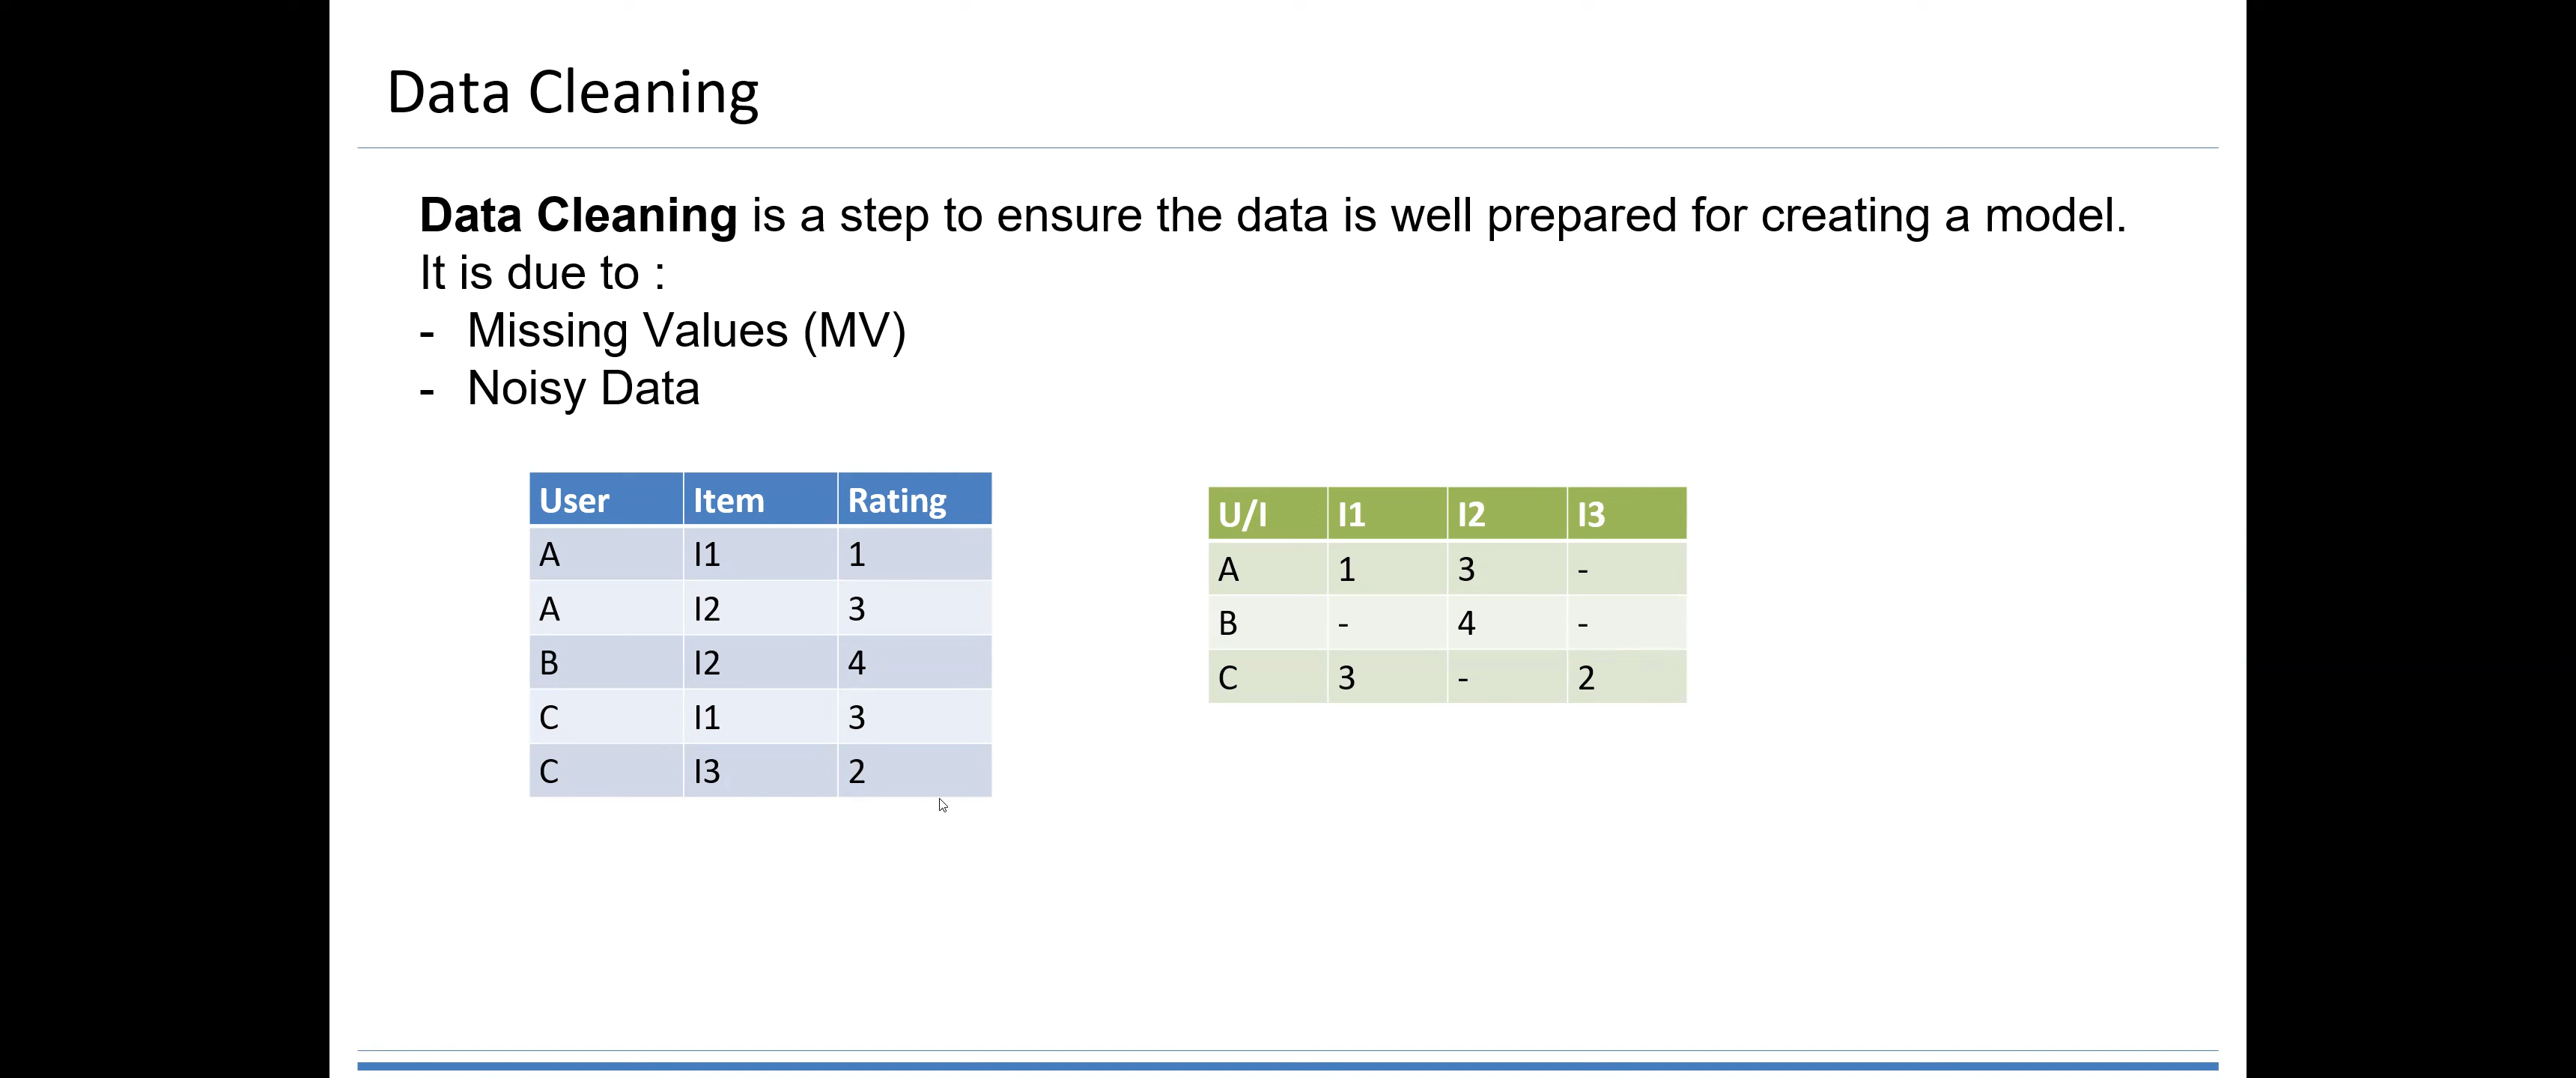 Data Cleaning
Data Cleaning is a step to ensure the data is well prepared for creating a model.
It is due to :
- Missing Values (MV)
- Noisy Data
User Item Rating
A I1 1
A I2 3
B I2 4
C I1 3
C I3 2
U/I I1 I2 I3
A 1 3 -
B - 4 -
C 3 - 2